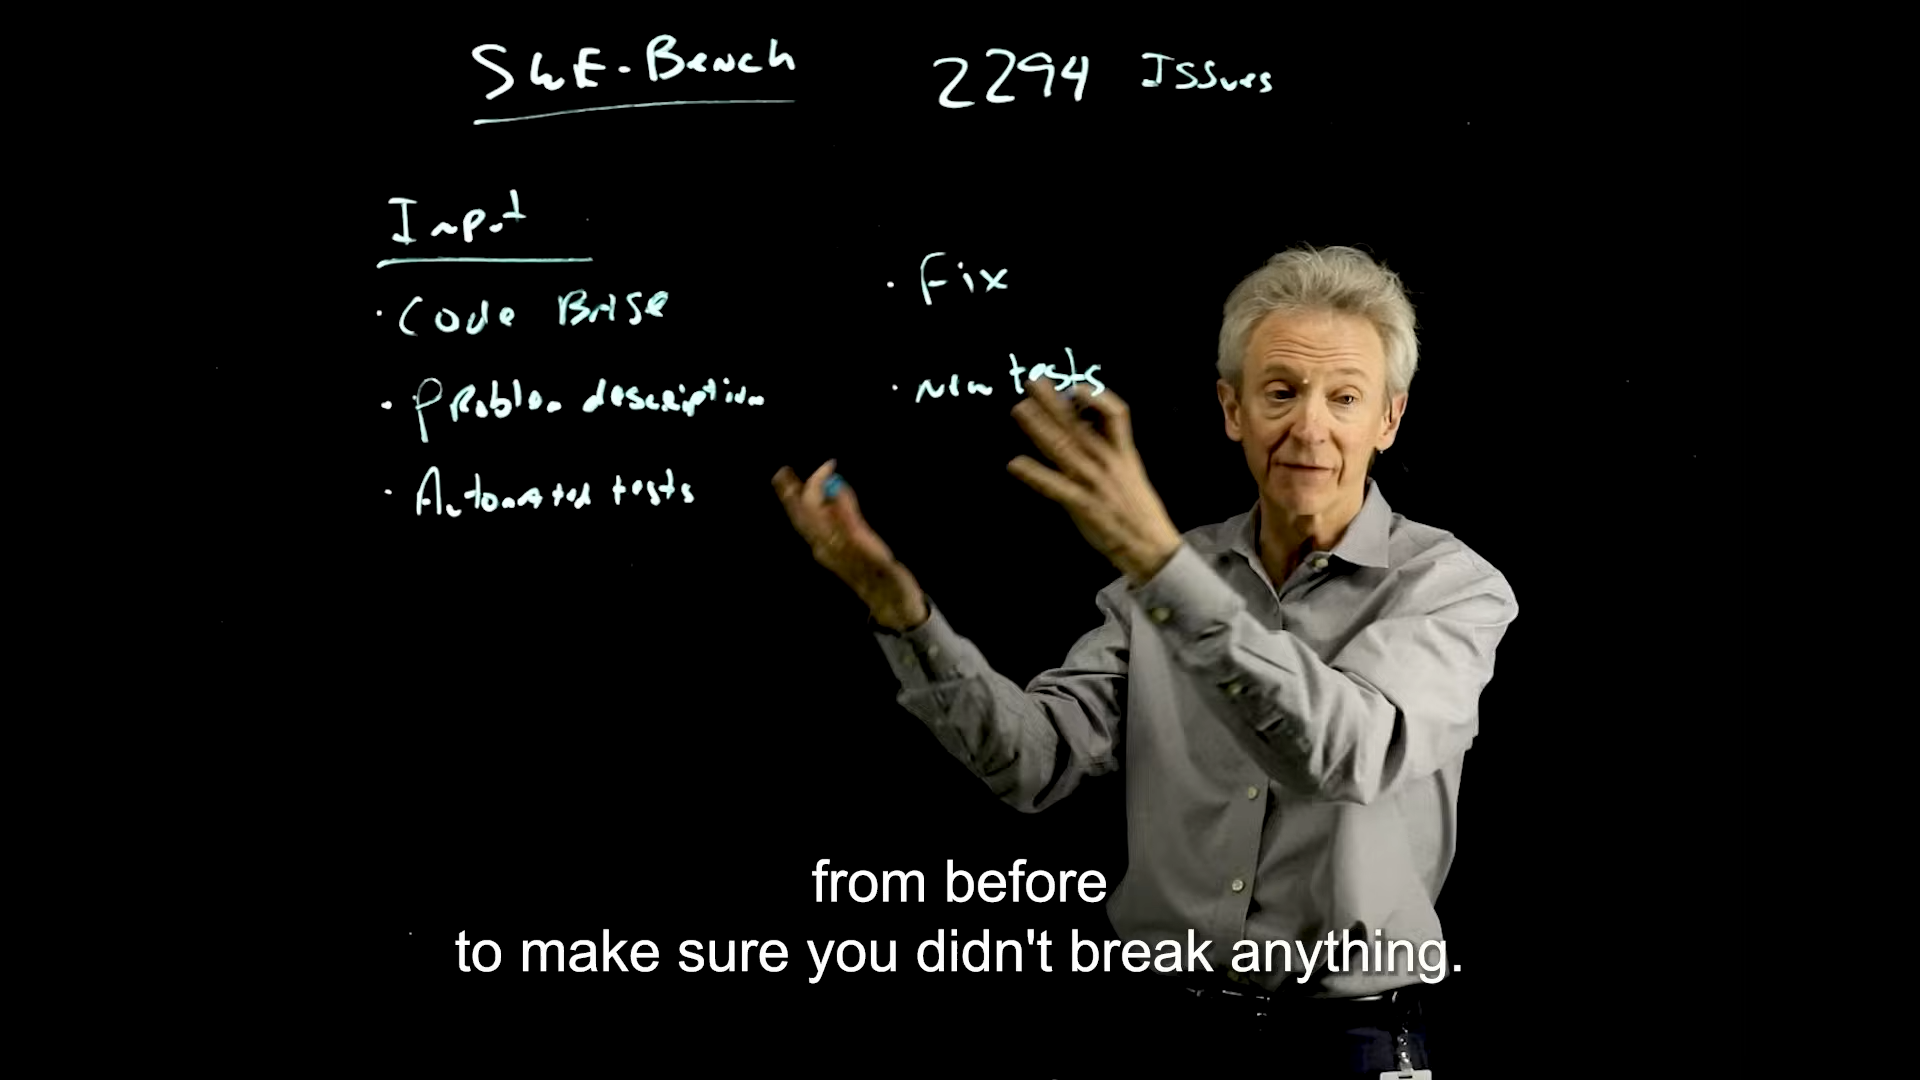 SWE-Bench 2294 Issues
Input
· Code Base
· Problem description
· Automated tests
· Fix
· New tests
from before
to make sure you didn't break anything.